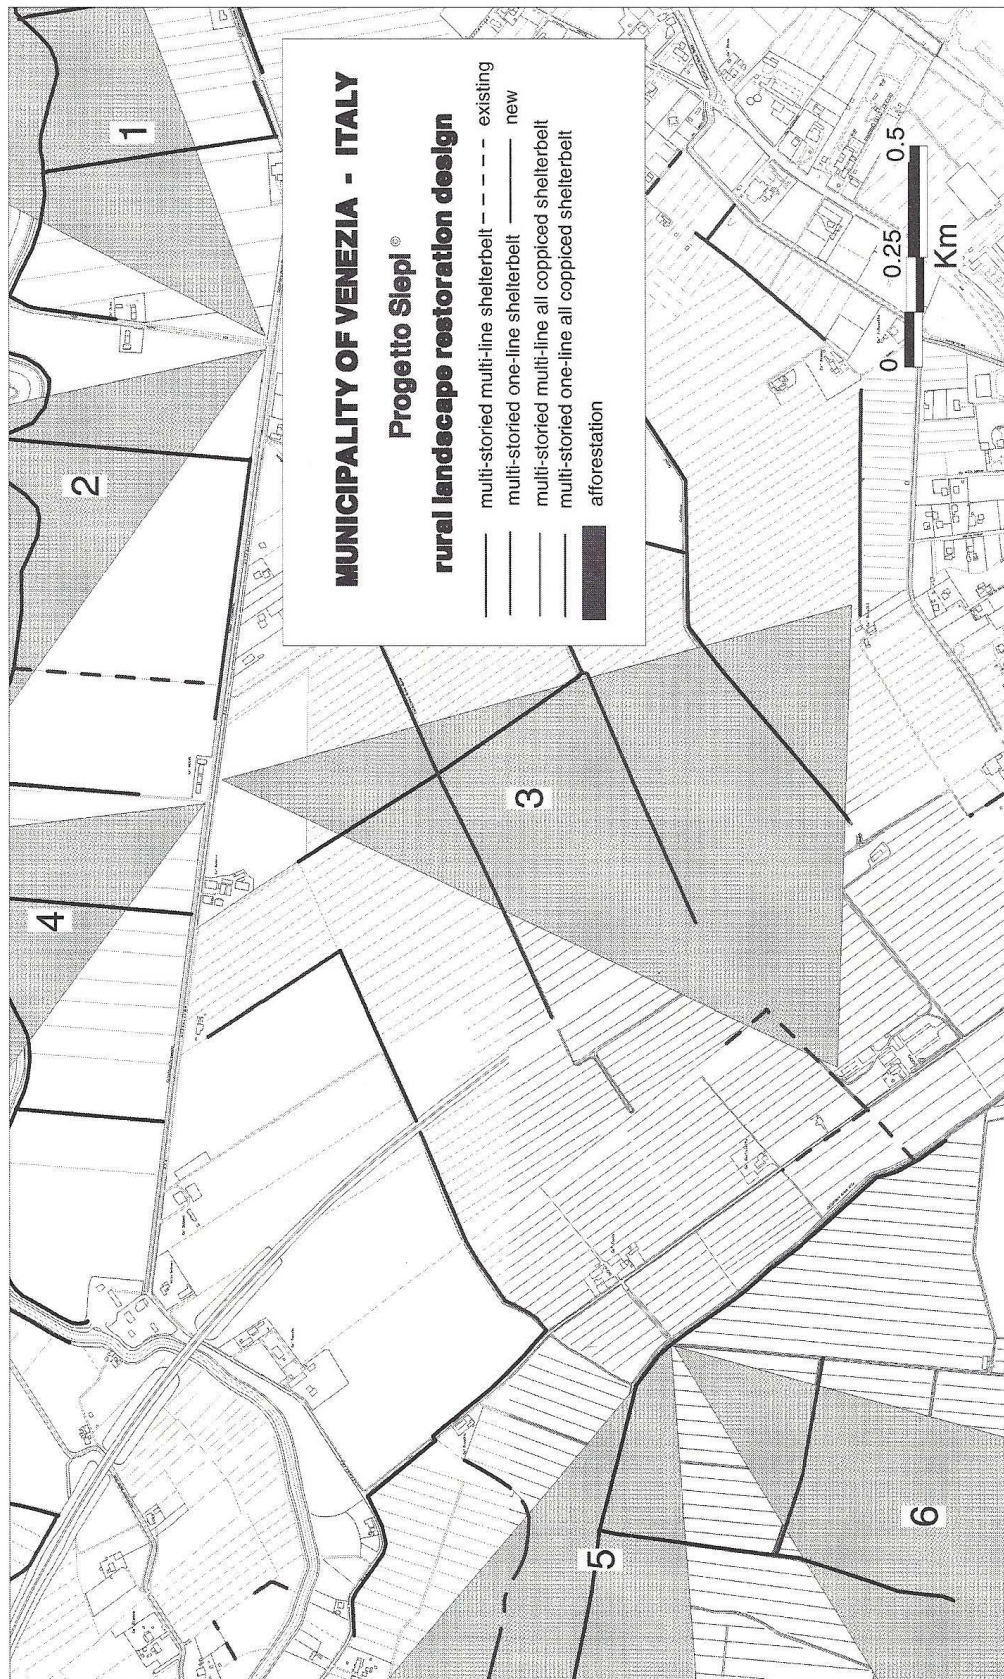 MUNICIPALITY OF VENEZIA - ITALY
Progetto Siepi ©
rural landscape restoration design
multi-storied multi-line shelterbelt - - - - existing
multi-storied one-line shelterbelt —— new
multi-storied multi-line all coppiced shelterbelt
multi-storied one-line all coppiced shelterbelt
afforestation
1
2
3
4
5
6
0 0.25 0.5
Km